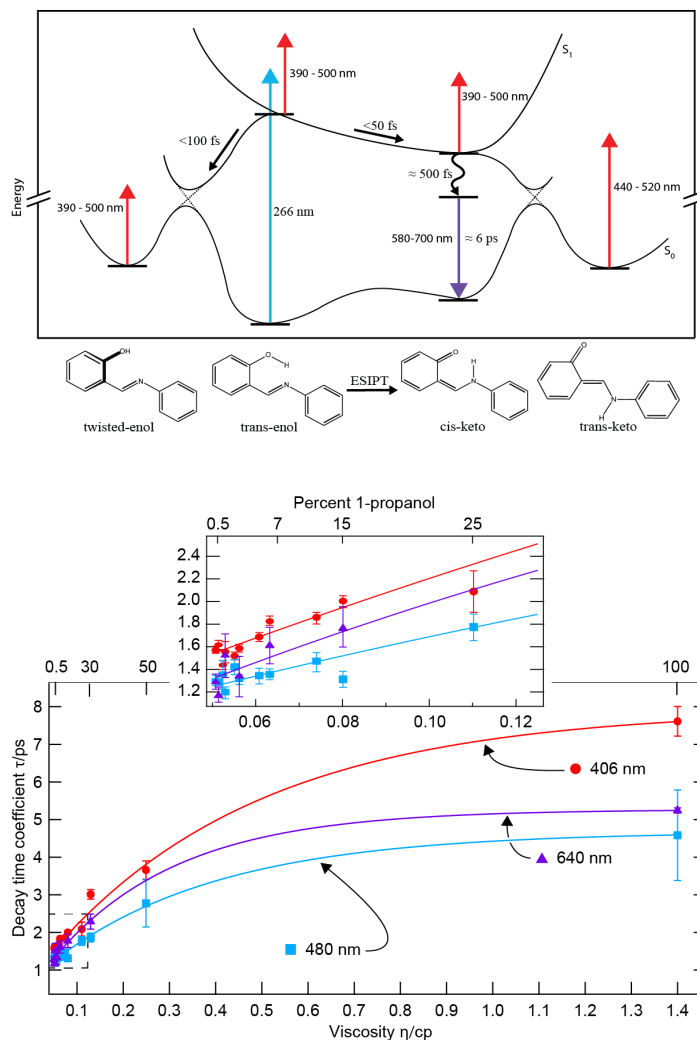 S1
390 - 500 nm
390 - 500 nm
<50 fs
<100 fs
≈ 500 fs
440 - 520 nm
Energy
390 - 500 nm
266 nm
580-700 nm
≈ 6 ps
S0
OH
N
twisted-enol
O
H
N
trans-enol
ESIPT
O
H
N
cis-keto
O
N
H
trans-keto
Percent 1-propanol
0.5 7 15 25
2.4
2.2
2.0
1.8
1.6
1.4
1.2
0.06 0.08 0.10 0.12
0.5 30 50 100
8
7
6
5
4
3
2
1
Decay time coefficient τ/ps
406 nm
640 nm
480 nm
0.1 0.2 0.3 0.4 0.5 0.6 0.7 0.8 0.9 1.0 1.1 1.2 1.3 1.4
Viscosity η/cp